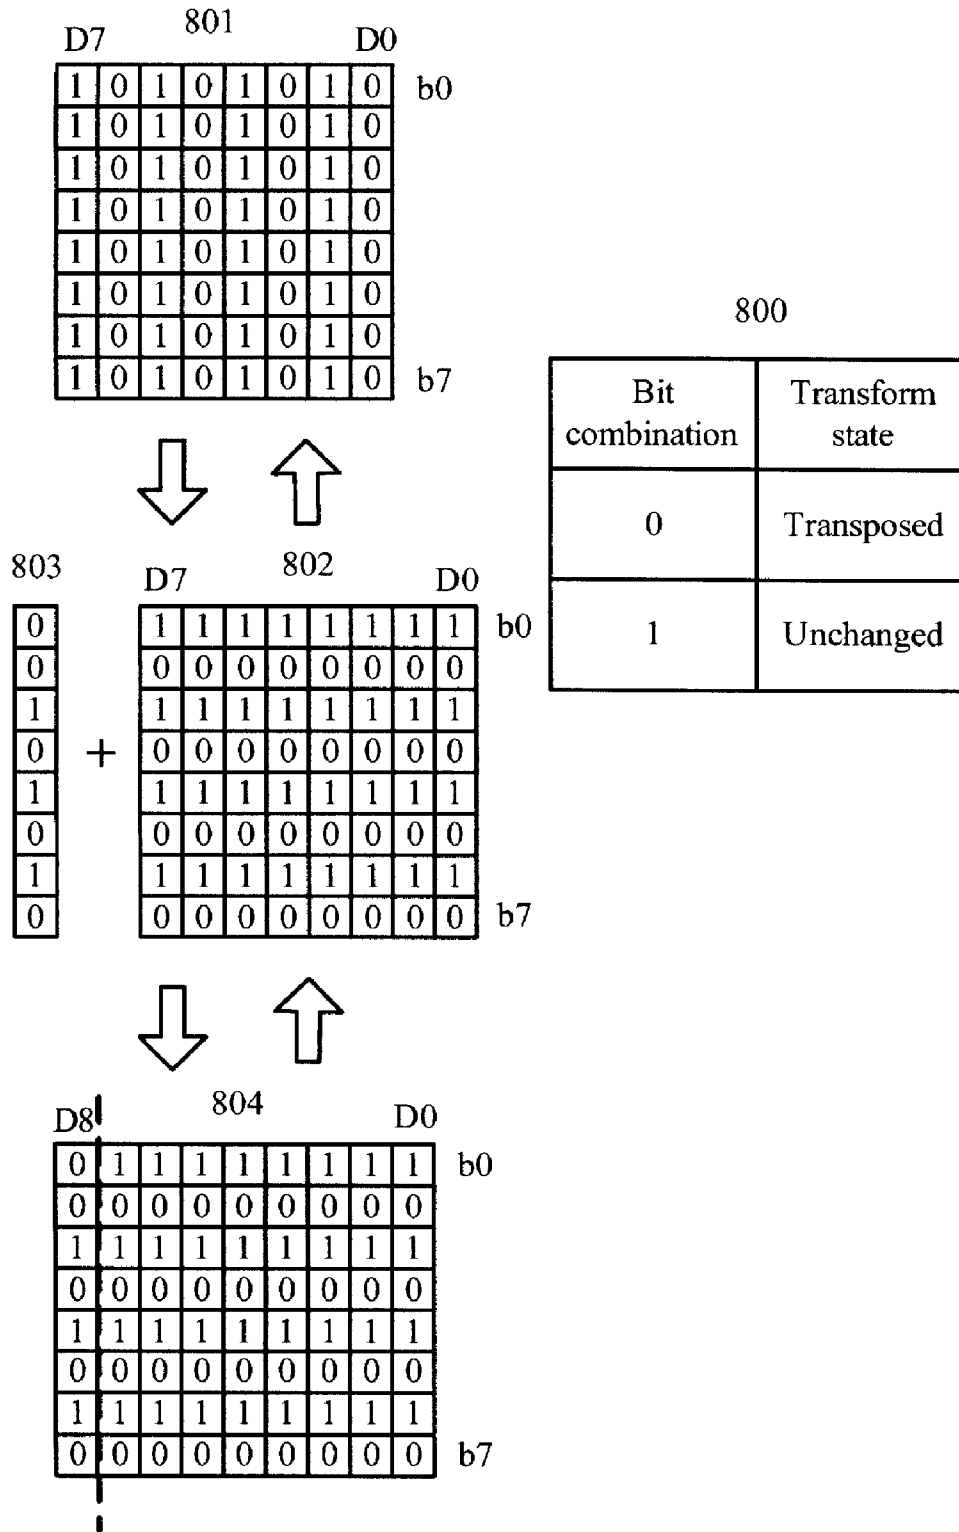 801
D7 D0
1 0 1 0 1 0 1 0 b0
1 0 1 0 1 0 1 0
1 0 1 0 1 0 1 0
1 0 1 0 1 0 1 0
1 0 1 0 1 0 1 0
1 0 1 0 1 0 1 0
1 0 1 0 1 0 1 0
1 0 1 0 1 0 1 0 b7
800
Bit combination Transform state
0 Transposed
1 Unchanged
803 802
D7 D0
0 1 1 1 1 1 1 1 1 b0
0 0 0 0 0 0 0 0 0
1 1 1 1 1 1 1 1 1
0 + 0 0 0 0 0 0 0 0
1 1 1 1 1 1 1 1 1
0 0 0 0 0 0 0 0 0
1 1 1 1 1 1 1 1 1
0 0 0 0 0 0 0 0 0 b7
804
D8 D0
0 1 1 1 1 1 1 1 1 b0
0 0 0 0 0 0 0 0 0
1 1 1 1 1 1 1 1 1
0 0 0 0 0 0 0 0 0
1 1 1 1 1 1 1 1 1
0 0 0 0 0 0 0 0 0
1 1 1 1 1 1 1 1 1
0 0 0 0 0 0 0 0 0 b7